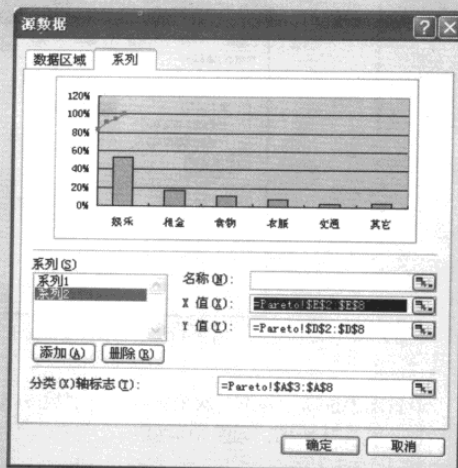 源数据
数据区域 系列
120%
100%
80%
60%
40%
20%
0%
娱乐 租金 食物 衣服 交通 其它
系列(S)
系列1
系列2
名称(N):
X 值(X): =Pareto!$E$2:$E$8
Y 值(Y): =Pareto!$D$2:$D$8
添加(A) 删除(R)
分类(X)轴标志(T): =Pareto!$A$3:$A$8
确定 取消